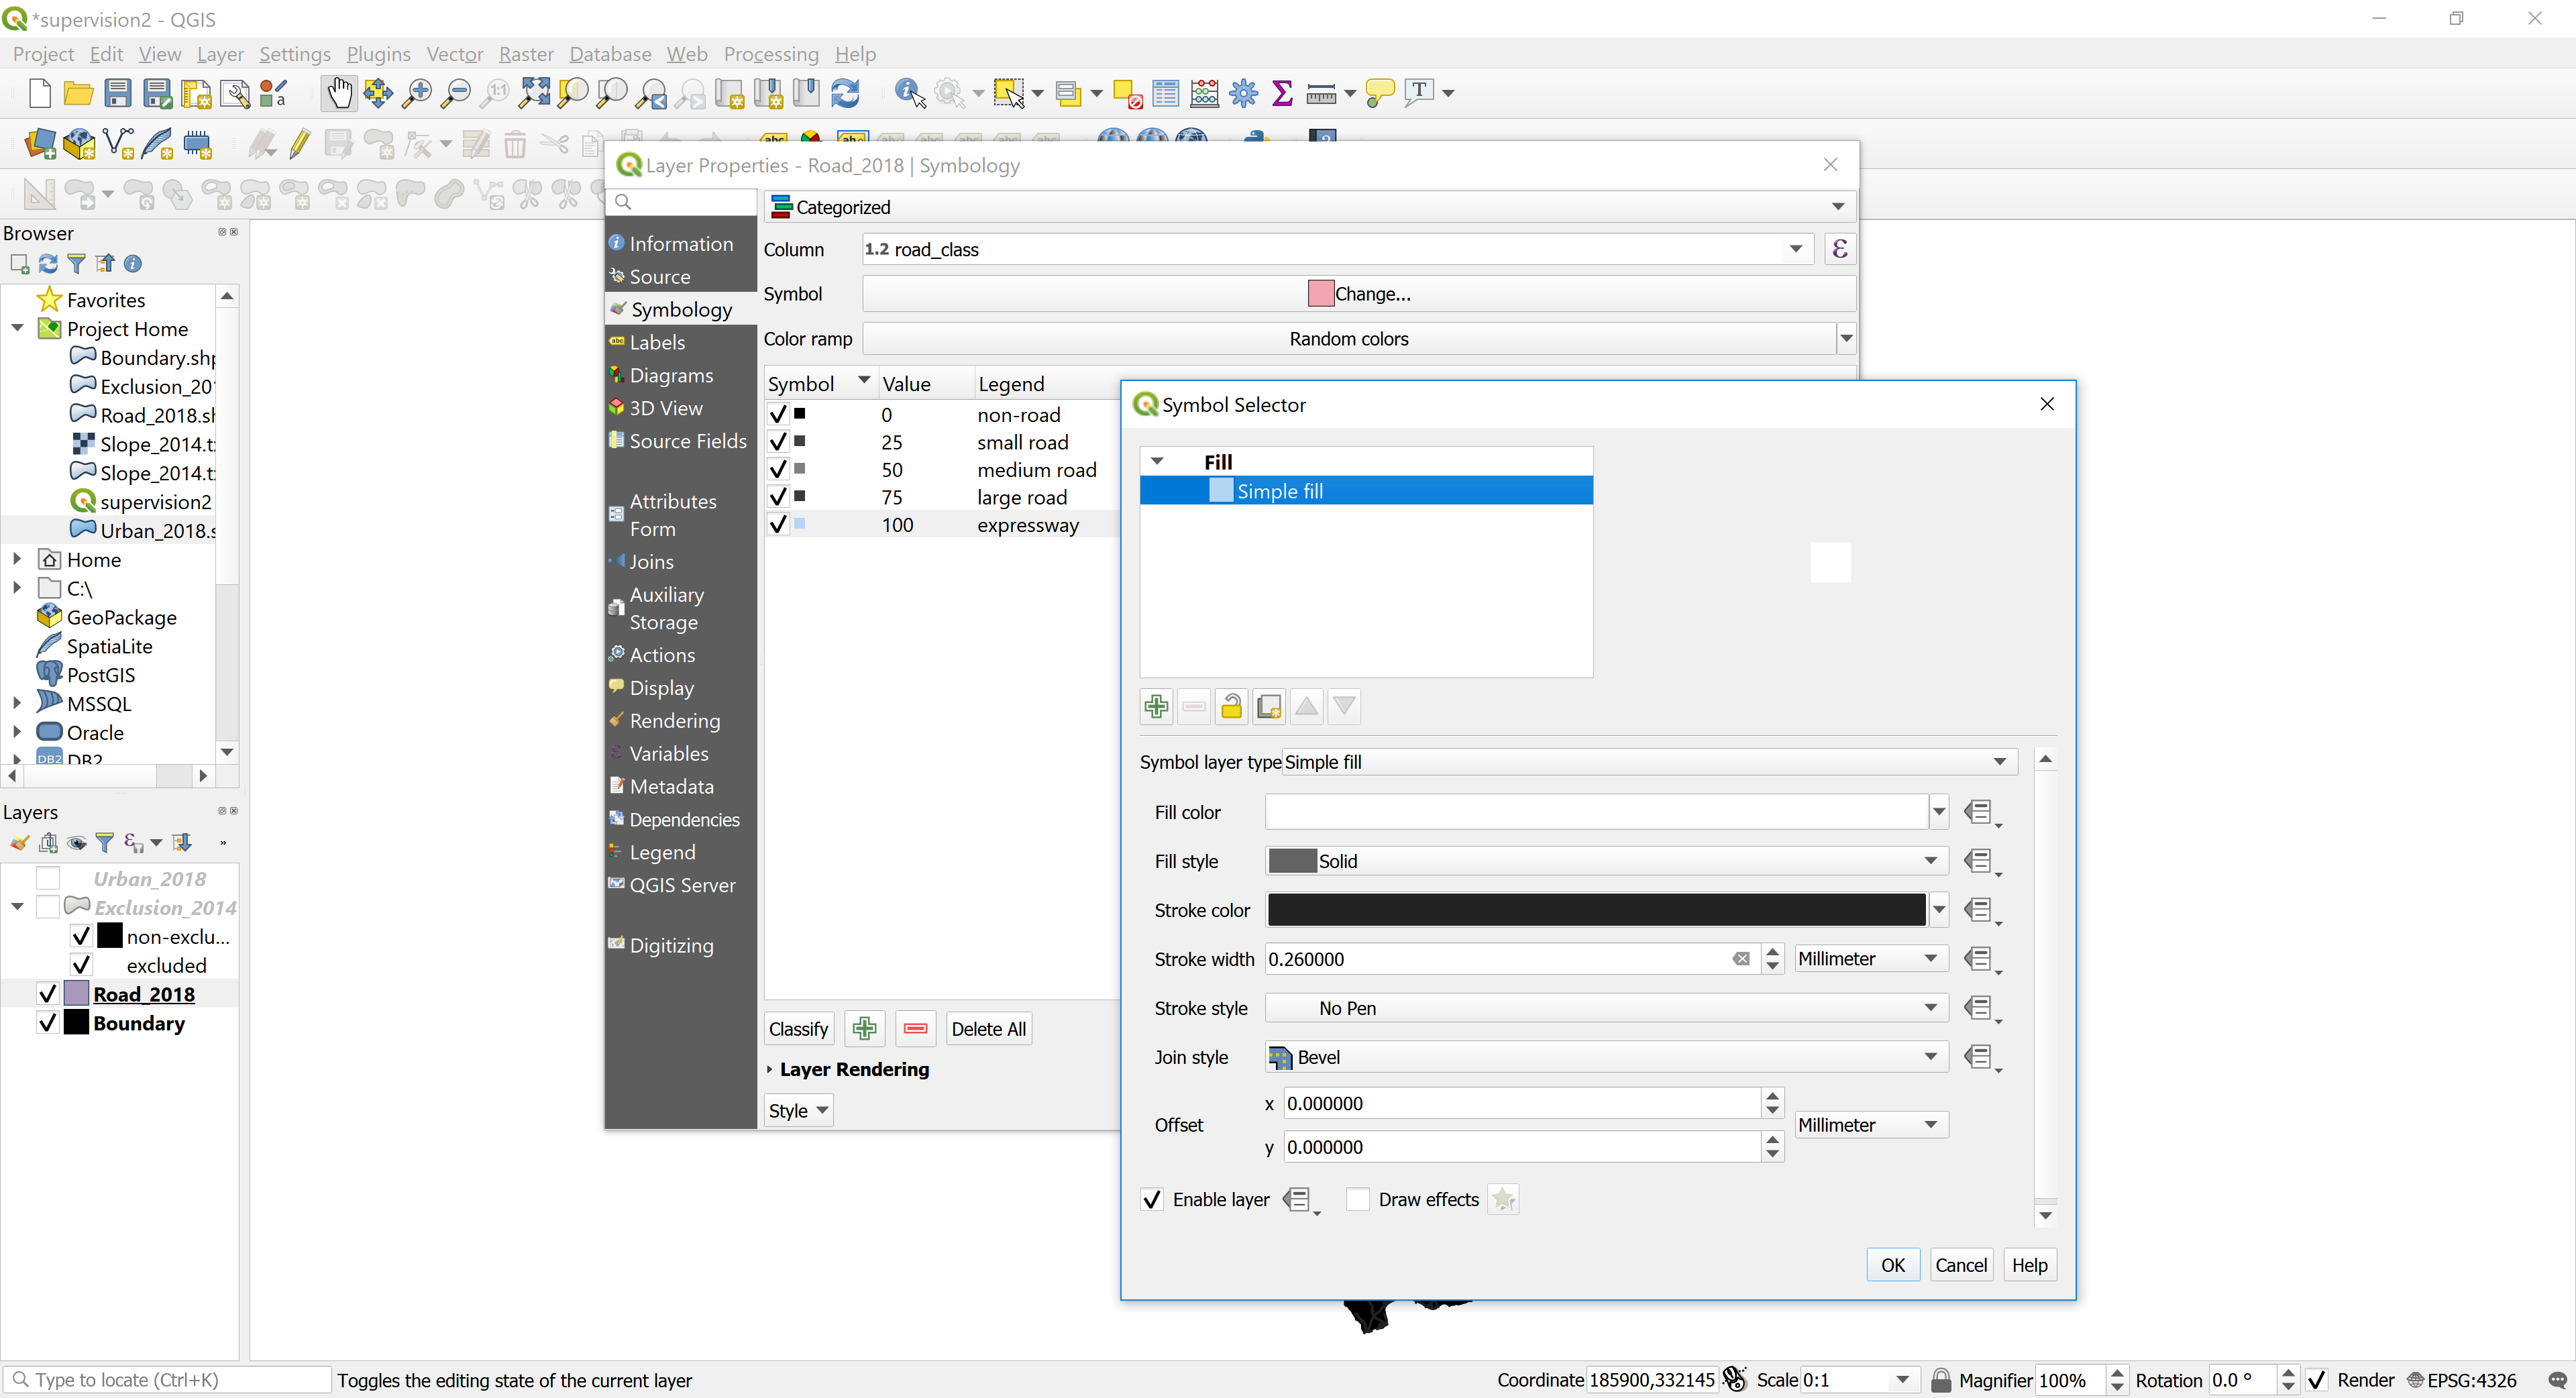 *supervision2 - QGIS
Project Edit View Layer Settings Plugins Vector Raster Database Web Processing Help
Layer Properties - Road_2018 | Symbology
Categorized
Column 1.2 road_class ε
Symbol Change...
Color ramp Random colors
Symbol Value Legend
0 non-road
25 small road
50 medium road
75 large road
100 expressway
Information
Source
Symbology
Labels
Diagrams
3D View
Source Fields
Attributes
Form
Joins
Auxiliary
Storage
Actions
Display
Rendering
Variables
Metadata
Dependencies
Legend
QGIS Server
Digitizing
Classify Delete All
Layer Rendering
Style
Browser
Favorites
Project Home
Boundary.shp
Exclusion_201
Road_2018.sh
Slope_2014.t
Slope_2014.t
supervision2
Urban_2018.s
Home
C:\
GeoPackage
SpatiaLite
PostGIS
MSSQL
Oracle
DB2
Layers
Urban_2018
Exclusion_2014
non-exclu...
excluded
Road_2018
Boundary
Symbol Selector
Fill
Simple fill
Symbol layer type Simple fill
Fill color
Fill style Solid
Stroke color
Stroke width 0.260000 Millimeter
Stroke style No Pen
Join style Bevel
Offset x 0.000000 Millimeter
y 0.000000
Enable layer Draw effects
OK Cancel Help
Type to locate (Ctrl+K) Toggles the editing state of the current layer Coordinate 185900,332145 Scale 0:1 Magnifier 100% Rotation 0.0 ° Render EPSG:4326